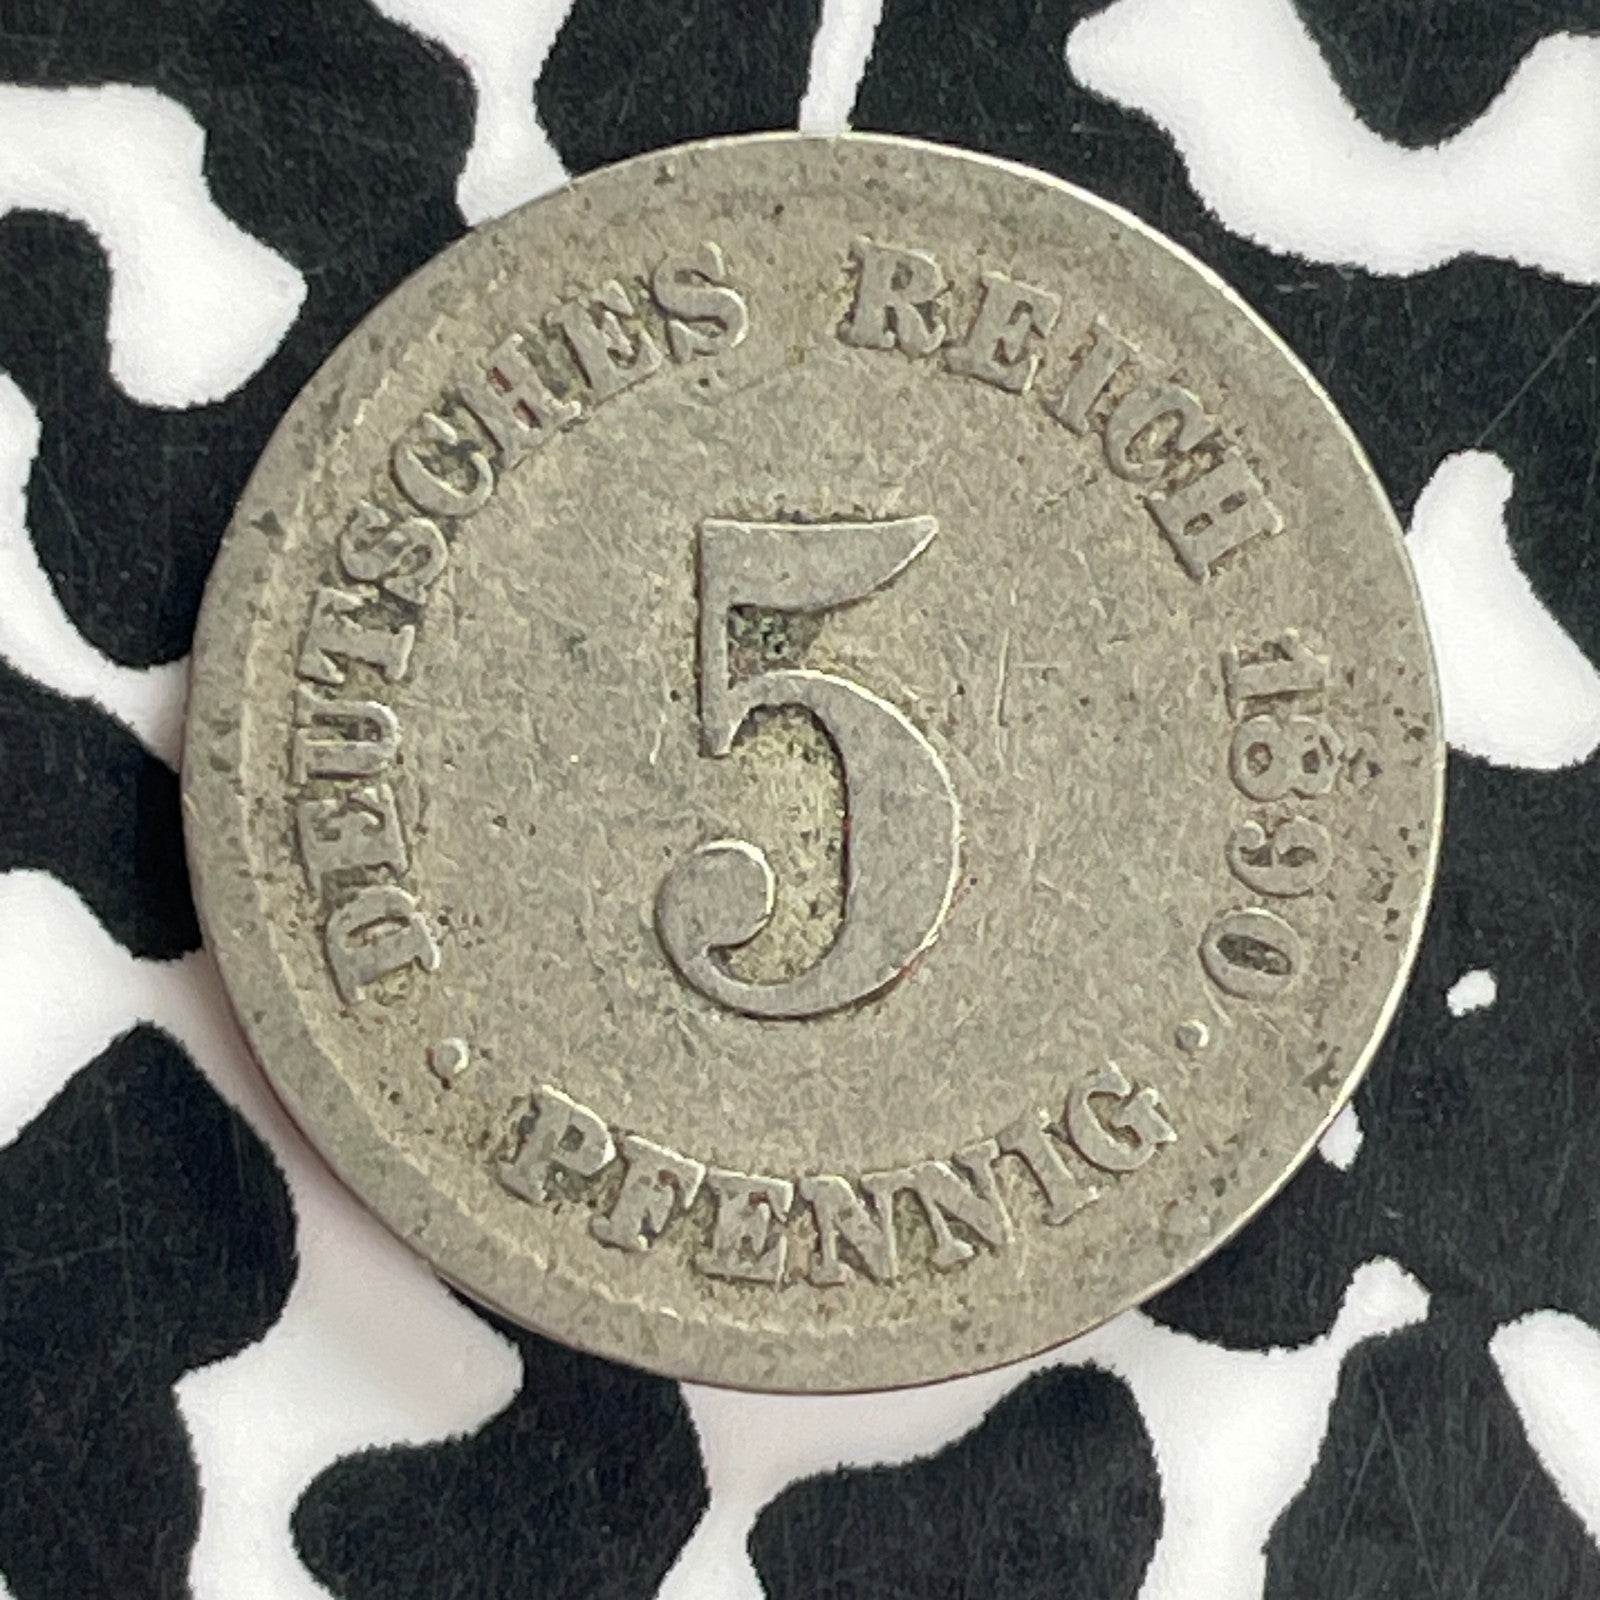 DEUTSCHES REICH 1890
5
· PFENNIG ·